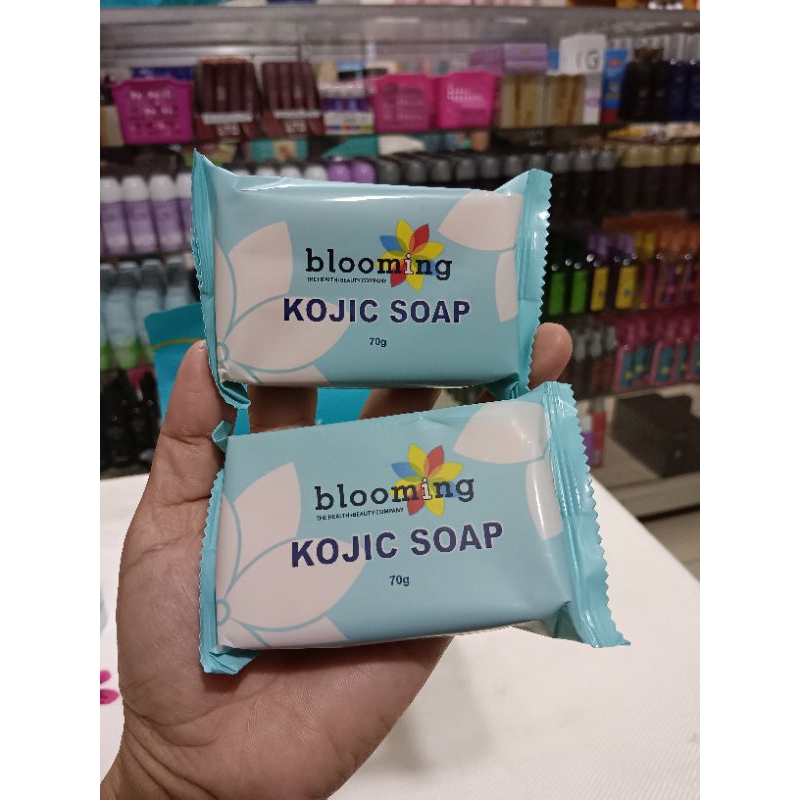 blooming
THE HEALTH+BEAUTY COMPANY
KOJIC SOAP
70g
blooming
THE HEALTH+BEAUTY COMPANY
KOJIC SOAP
70g